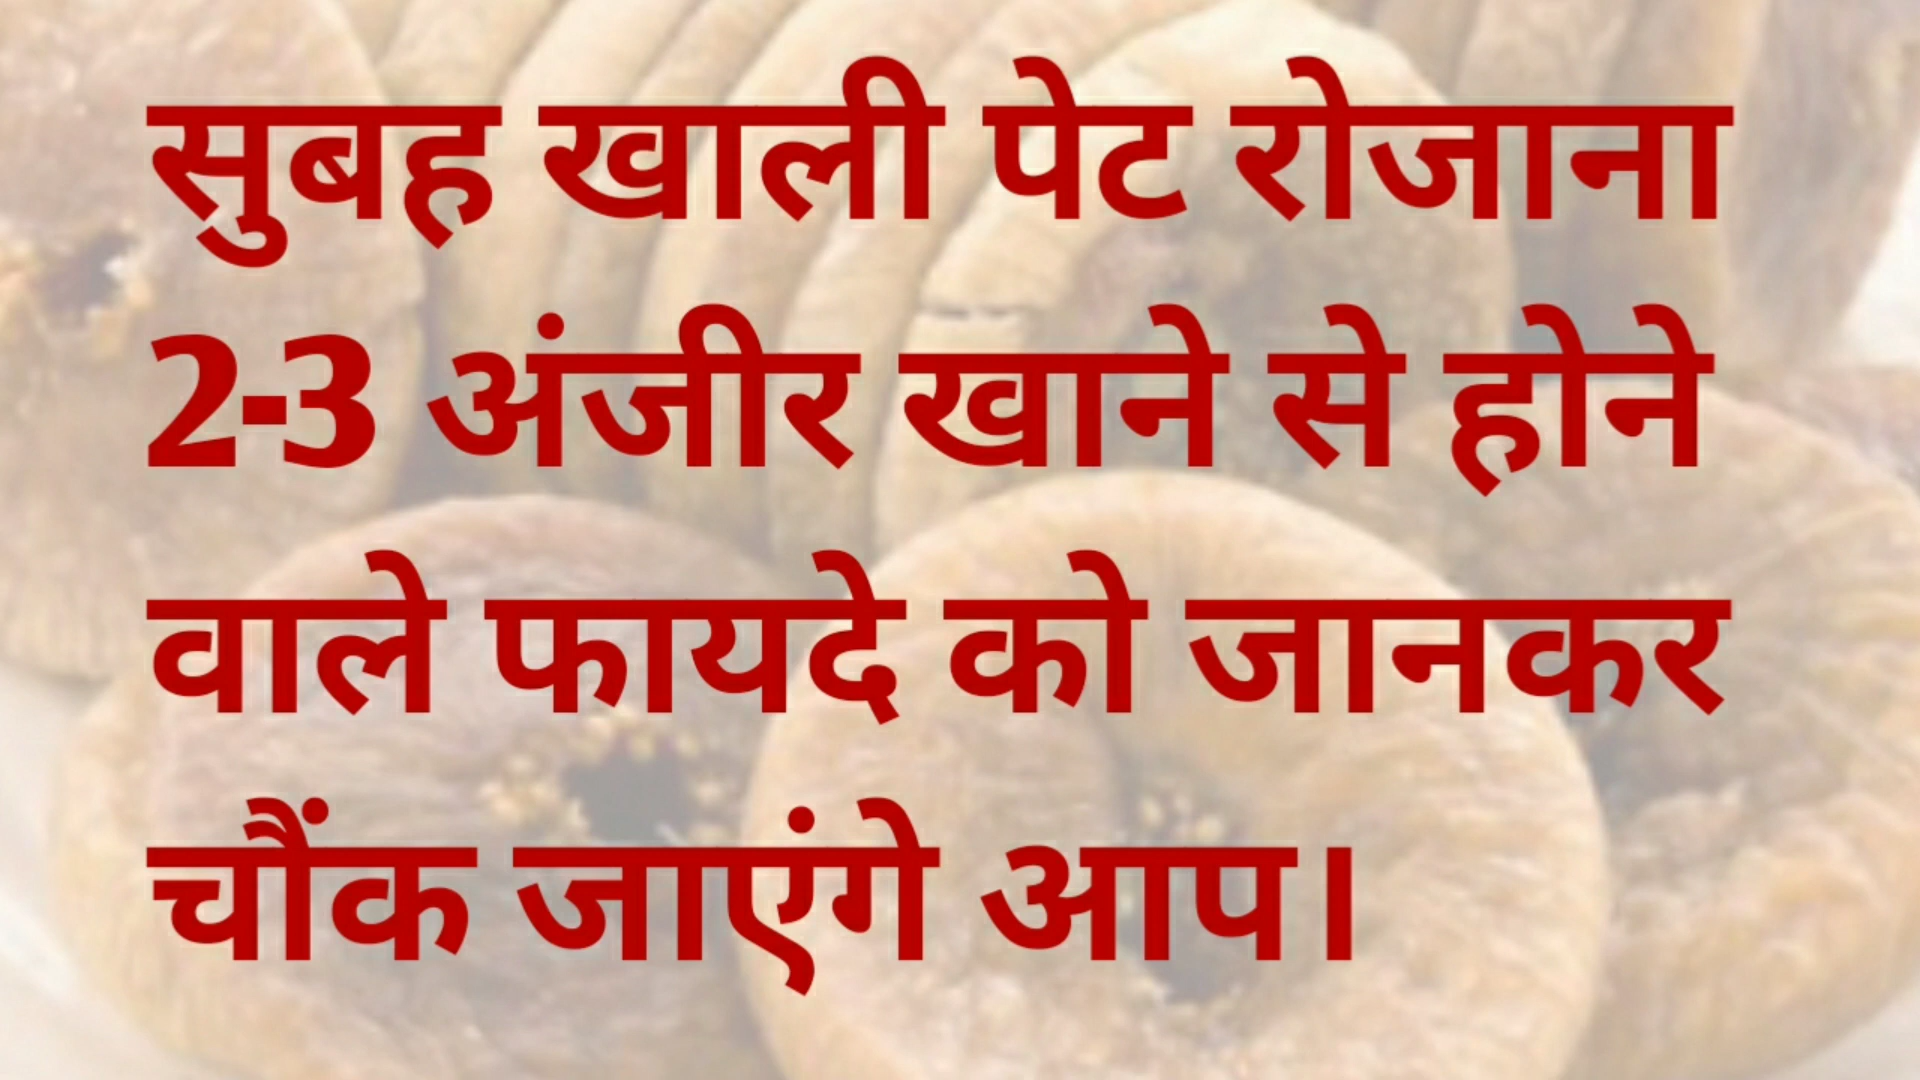 सुबह खाली पेट रोजाना
2-3 अंजीर खाने से होने
वाले फायदे को जानकर
चौंक जाएंगे आप।